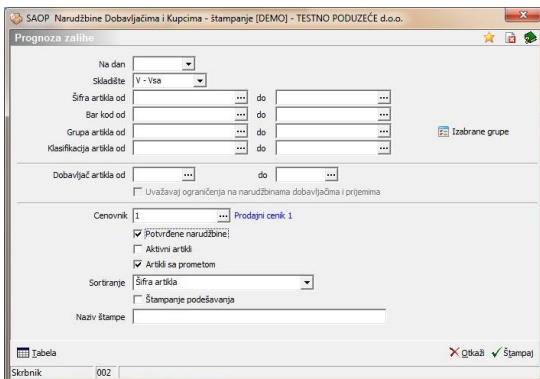 SAOP Narudžbine Dobavljačima i Kupcima - štampanje [DEMO] - TESTNO PODUZEĆE d.o.o.
Prognoza zalihe
Na dan
Skladište V - Vsa
Šifra artikla od ... do ...
Bar kod od ... do ...
Grupa artikla od ... do ... Izabrane grupe
Klasifikacija artikla od ... do ...
Dobavljač artikla od ... do ...
Uvažavaj ograničenja na narudžbinama dobavljačima i prijemima
Cenovnik 1 ... Prodajni cenik 1
Potvrđene narudžbine
Aktivni artikli
Artikli sa prometom
Sortiranje Šifra artikla
Štampanje podešavanja
Naziv štampe
Tabela Otkaži Štampaj
Skrbnik 002